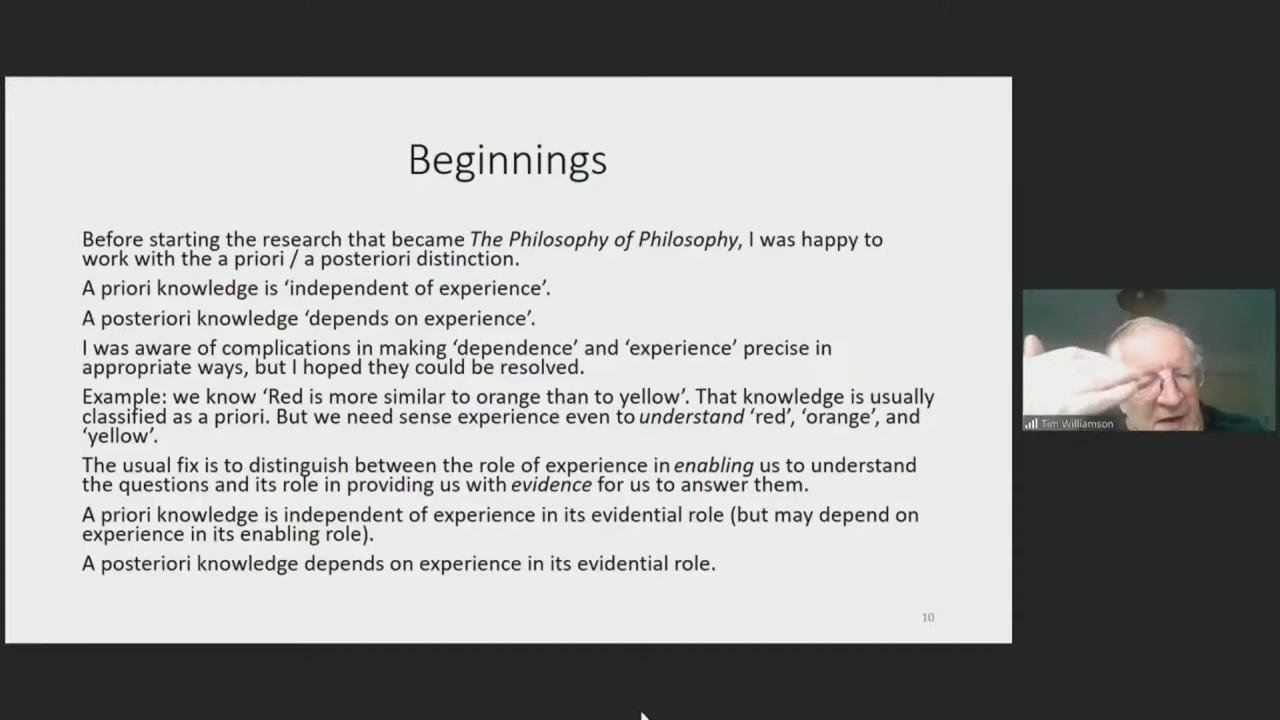 Beginnings
Before starting the research that became The Philosophy of Philosophy, I was happy to
work with the a priori / a posteriori distinction.
A priori knowledge is ‘independent of experience’.
A posteriori knowledge ‘depends on experience’.
I was aware of complications in making ‘dependence’ and ‘experience’ precise in
appropriate ways, but I hoped they could be resolved.
Example: we know ‘Red is more similar to orange than to yellow’. That knowledge is usually
classified as a priori. But we need sense experience even to understand ‘red’, ‘orange’, and
‘yellow’.
The usual fix is to distinguish between the role of experience in enabling us to understand
the questions and its role in providing us with evidence for us to answer them.
A priori knowledge is independent of experience in its evidential role (but may depend on
experience in its enabling role).
A posteriori knowledge depends on experience in its evidential role.
10
Tim Williamson